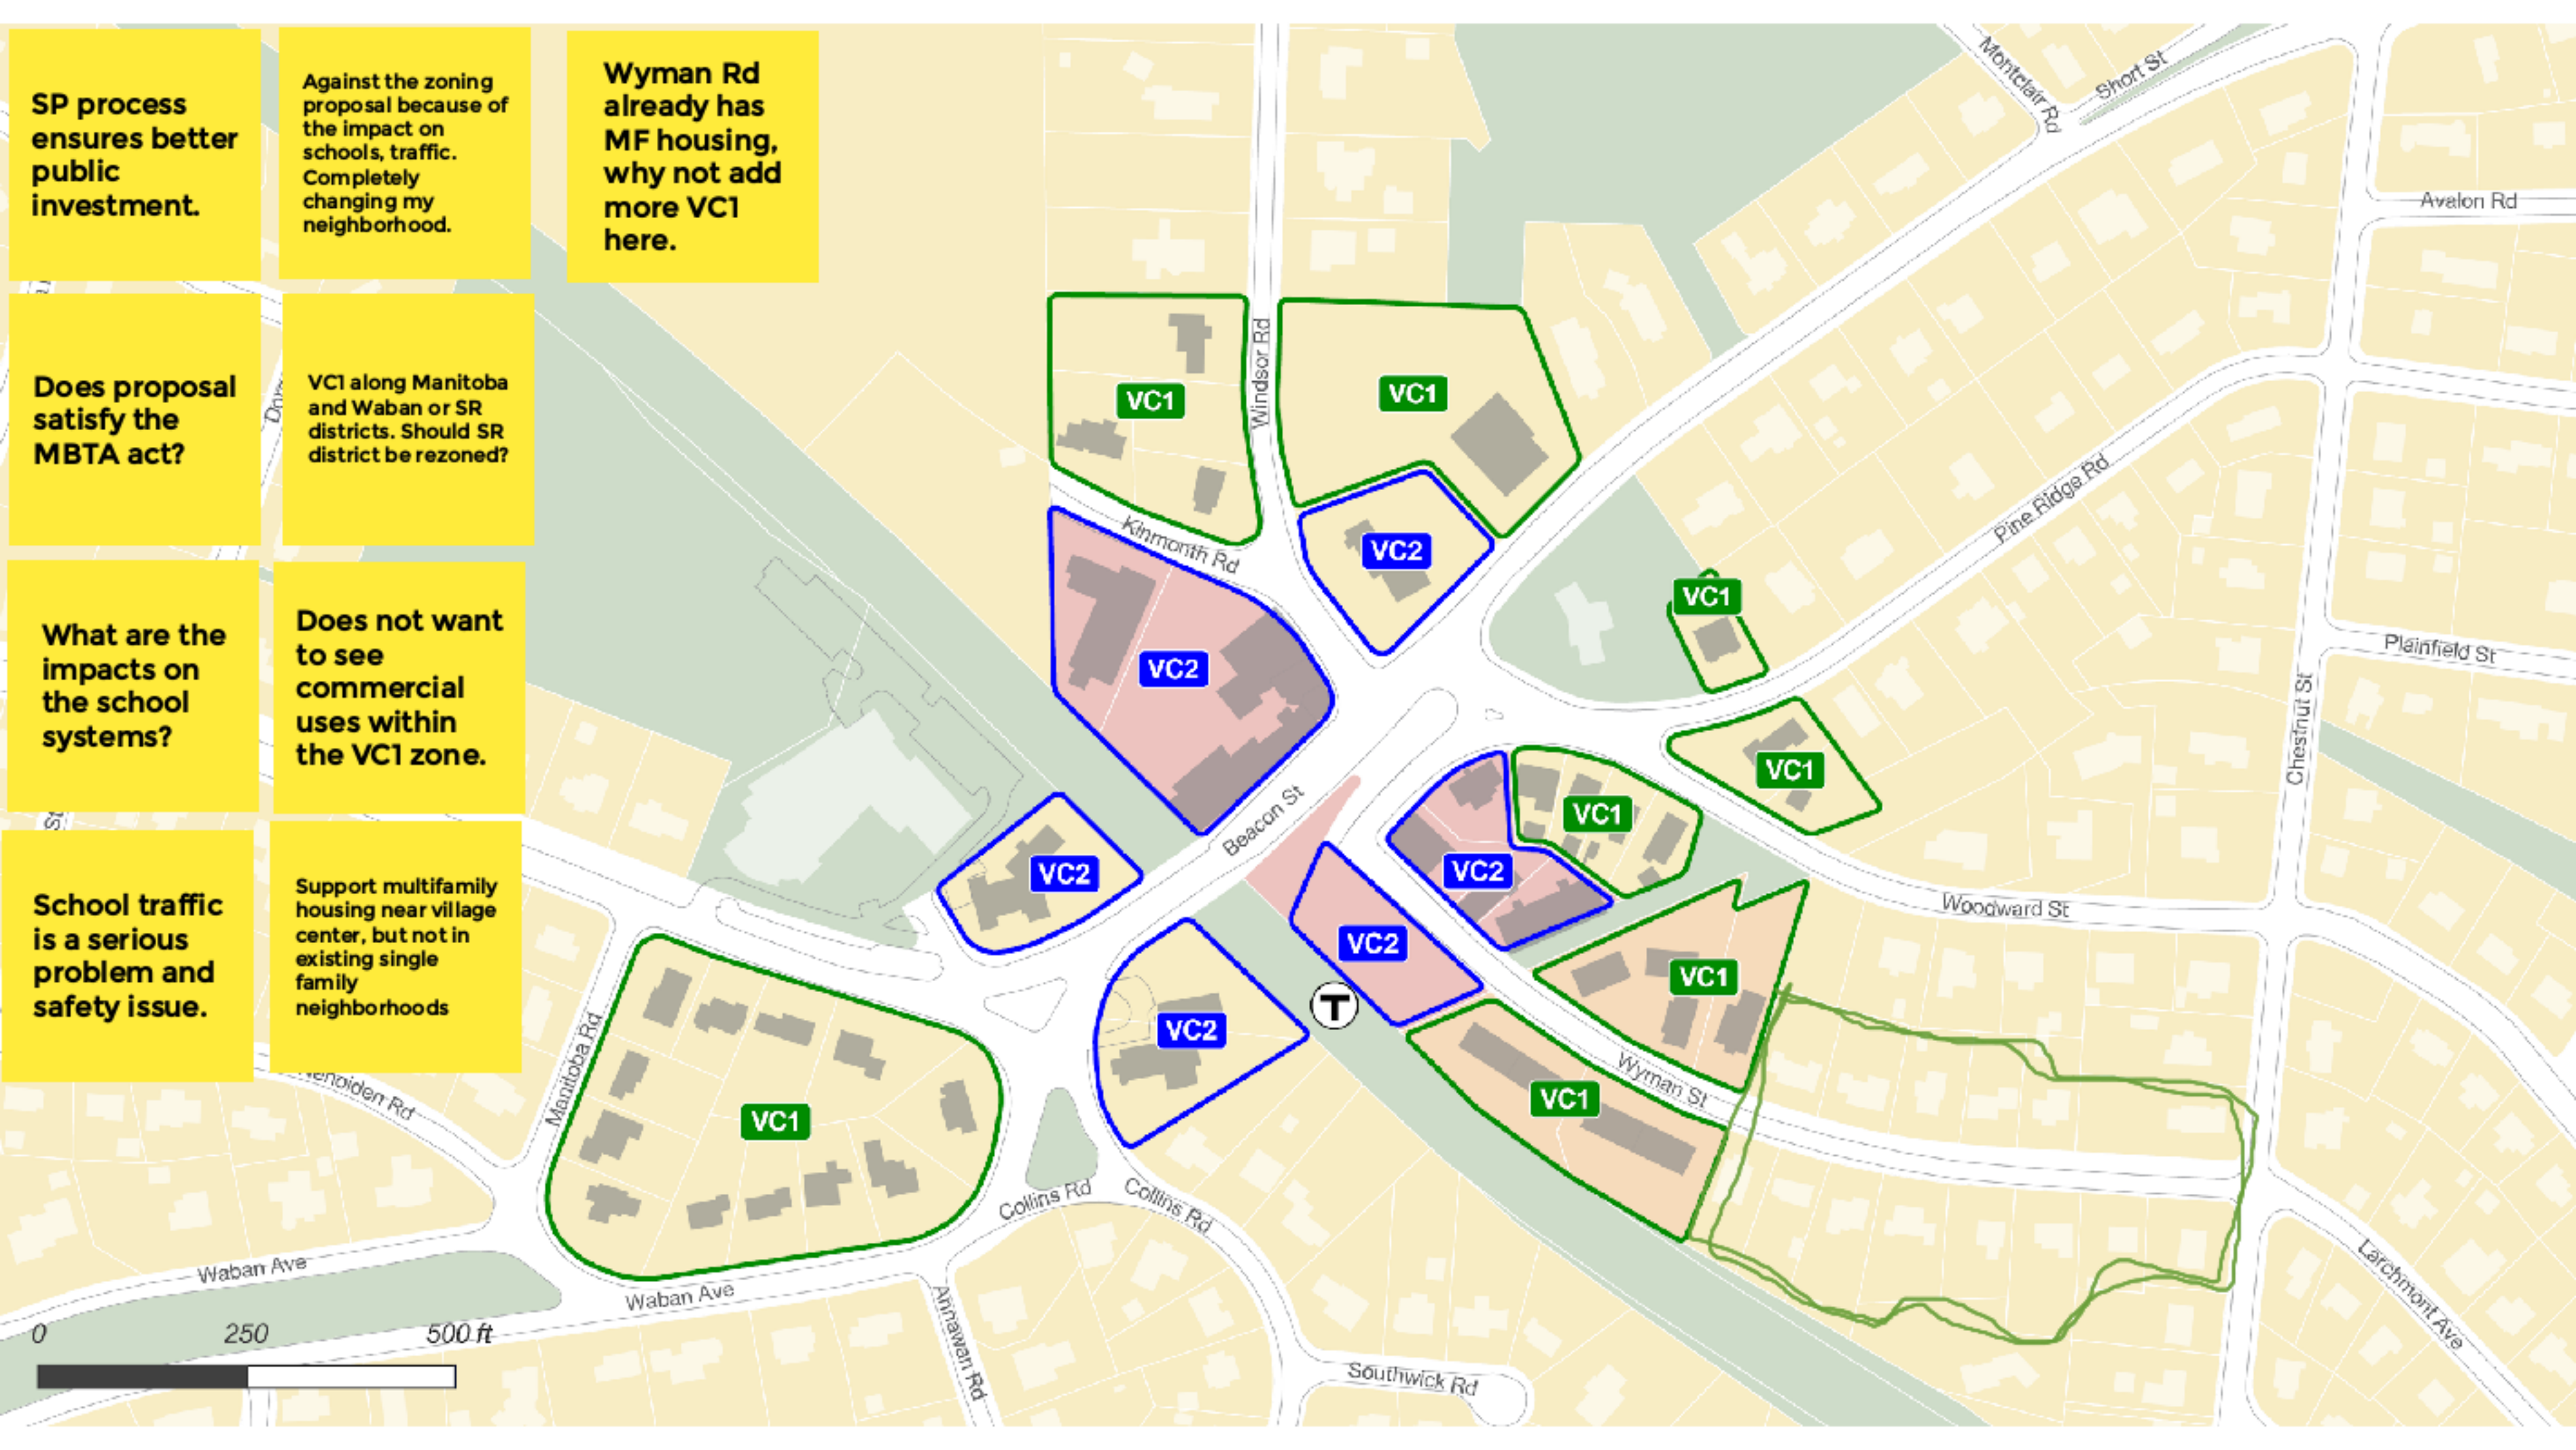 SP process
ensures better
public
investment.
Against the zoning
proposal because of
the impact on
schools, traffic.
Completely
changing my
neighborhood.
Wyman Rd
already has
MF housing,
why not add
more VC1
here.
Does proposal
satisfy the
MBTA act?
VC1 along Manitoba
and Waban or SR
districts. Should SR
district be rezoned?
What are the
impacts on
the school
systems?
Does not want
to see
commercial
uses within
the VC1 zone.
School traffic
is a serious
problem and
safety issue.
Support multifamily
housing near village
center, but not in
existing single
family
neighborhoods
Montclair Rd
Short St
Avalon Rd
Windsor Rd
VC1
VC1
Kinmonth Rd
VC2
Pine Ridge Rd
VC1
VC2
Plainfield St
Chestnut St
VC1
Beacon St
VC1
VC2
VC2
Woodward St
VC2
VC1
T
VC2
Manitoba Rd
VC1
Wyman St
VC1
Collins Rd
Collins Rd
Waban Ave
Waban Ave
Annawan Rd
Larchmont Ave
Southwick Rd
0 250 500 ft